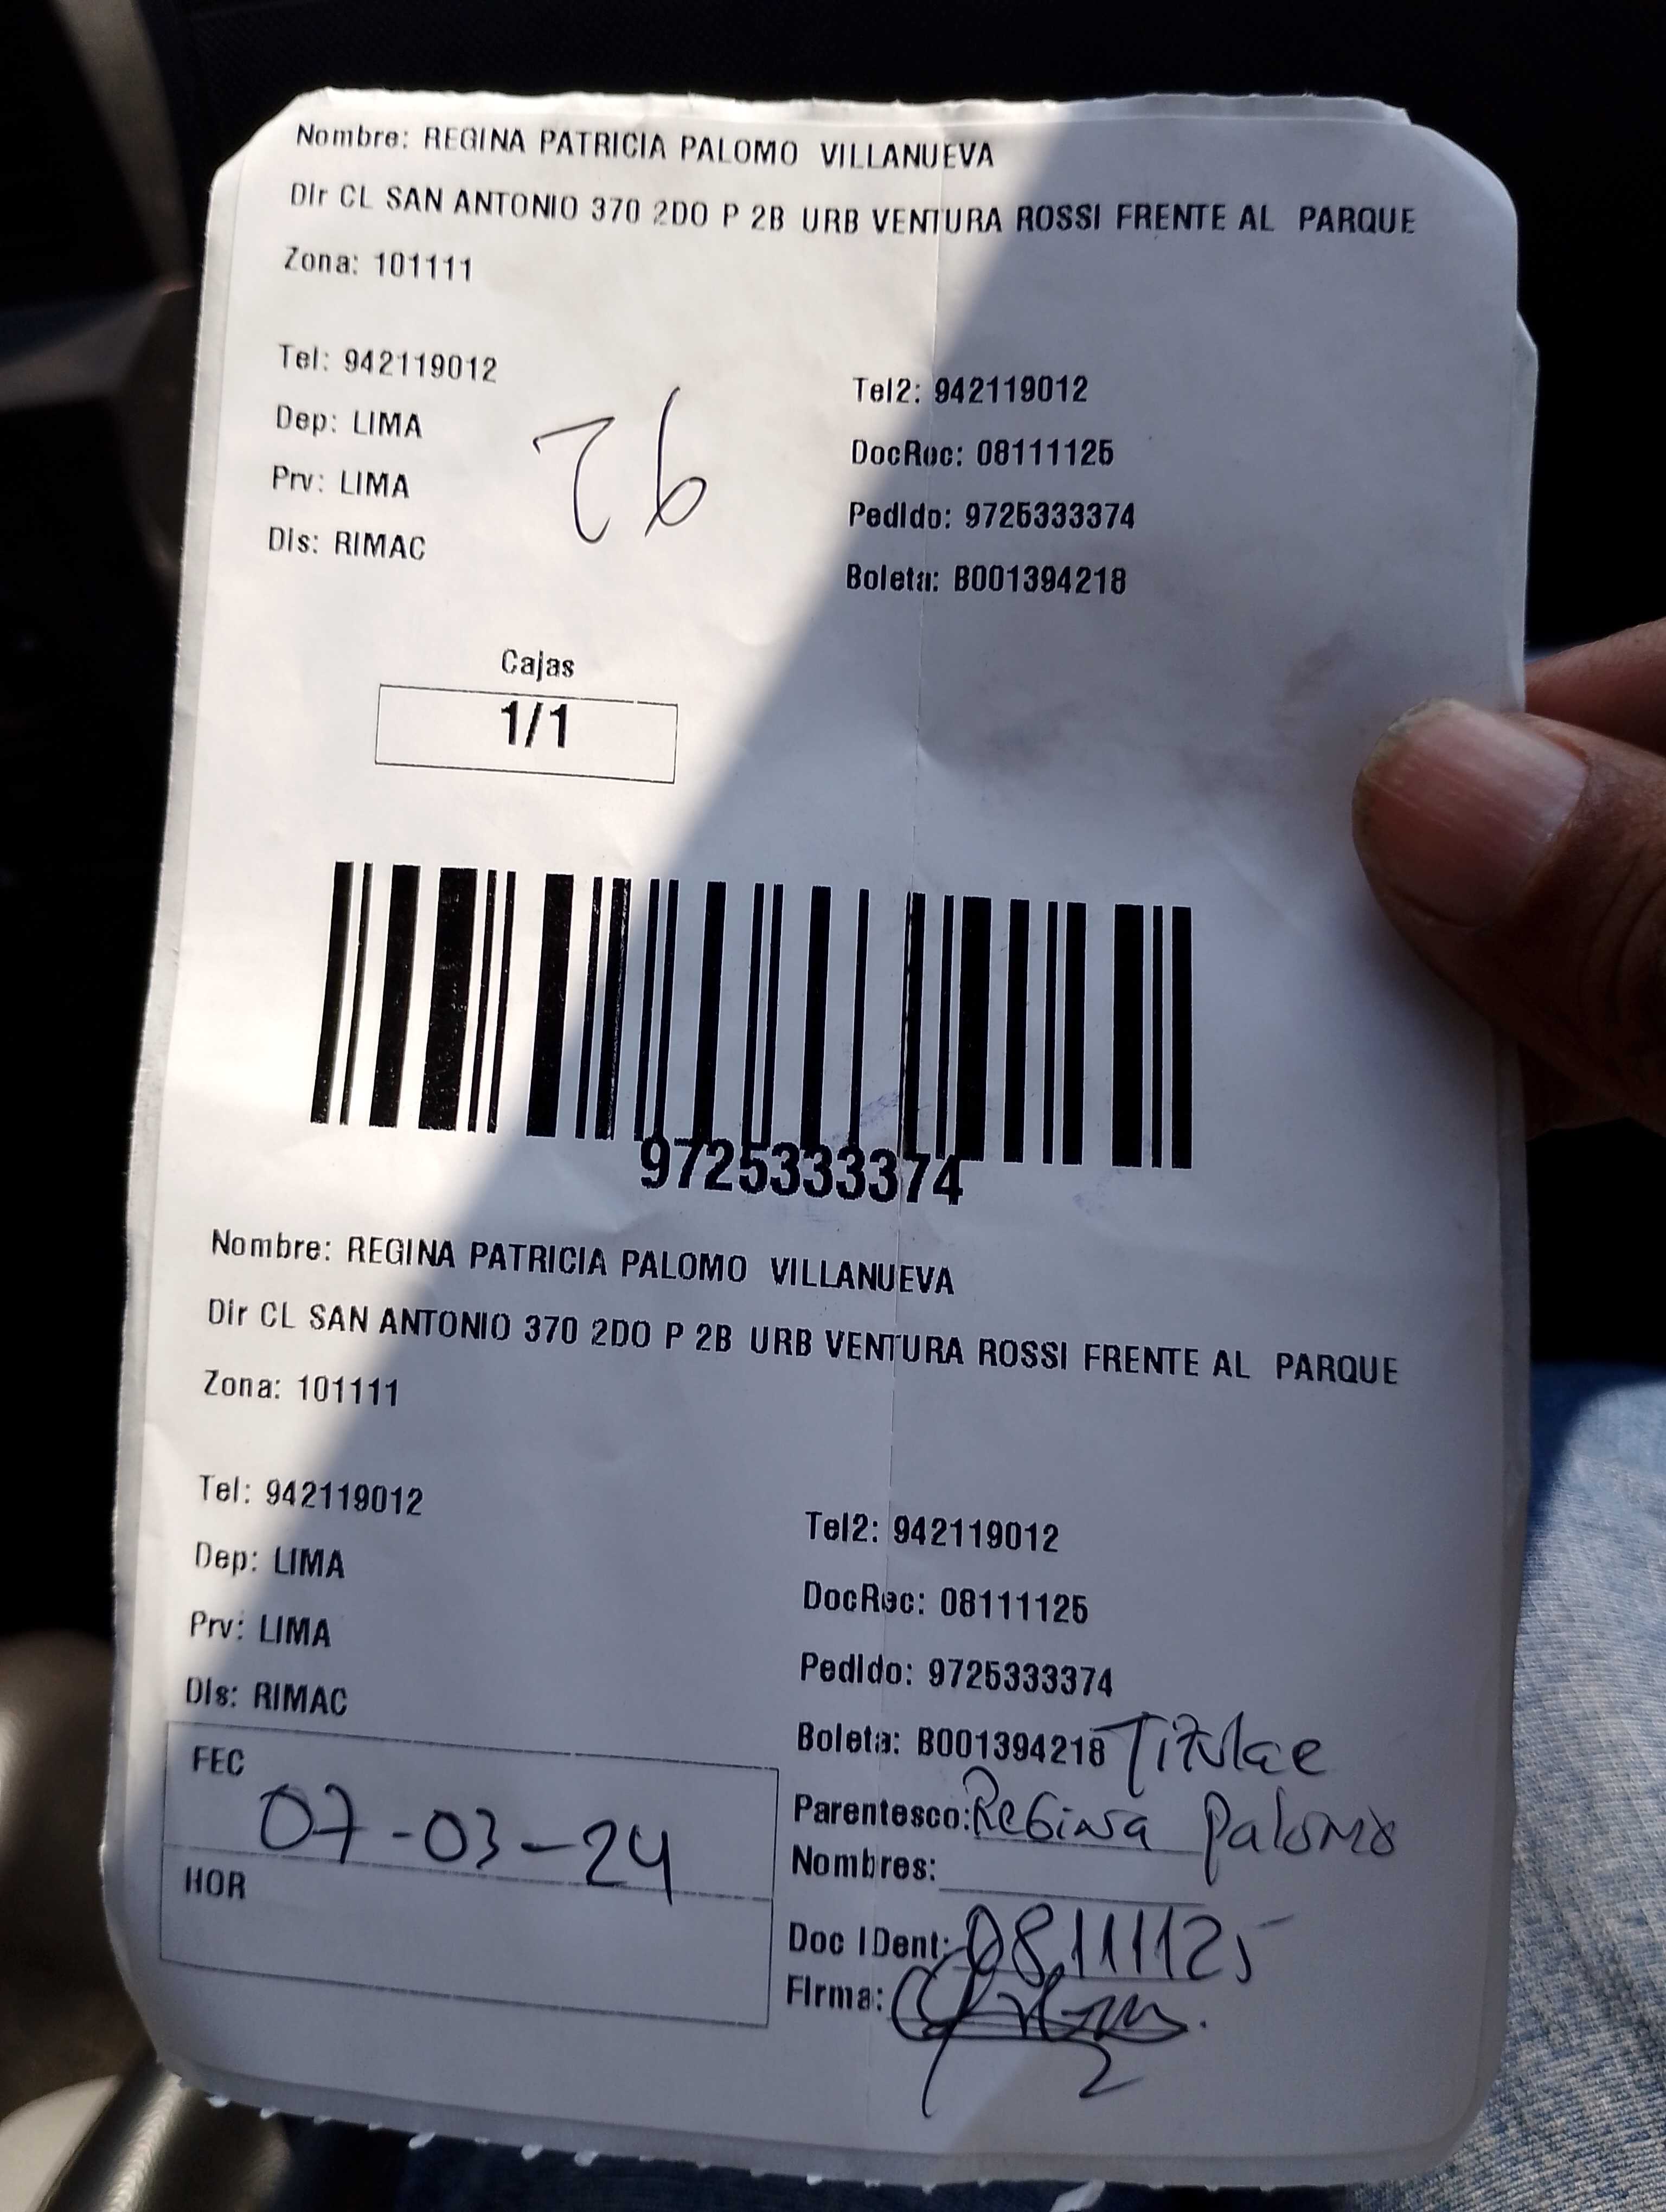 Nombre: REGINA PATRICIA PALOMO VILLANUEVA
Dir CL SAN ANTONIO 370 2DO P 2B URB VENTURA ROSSI FRENTE AL PARQUE
Zona: 101111
Tel: 942119012 Tel2: 942119012
Dep: LIMA DocRec: 08111125
Prv: LIMA Pedido: 9725333374
Dis: RIMAC Boleta: B001394218
Cajas
1/1
9725333374
Nombre: REGINA PATRICIA PALOMO VILLANUEVA
Dir CL SAN ANTONIO 370 2DO P 2B URB VENTURA ROSSI FRENTE AL PARQUE
Zona: 101111
Tel: 942119012 Tel2: 942119012
Dep: LIMA DocRec: 08111125
Prv: LIMA Pedido: 9725333374
Dis: RIMAC Boleta: B001394218 Titular
FEC 07-03-24
Parentesco: Regina Palomo
HOR
Nombres:
Doc IDent: 08111125
Firma:
2